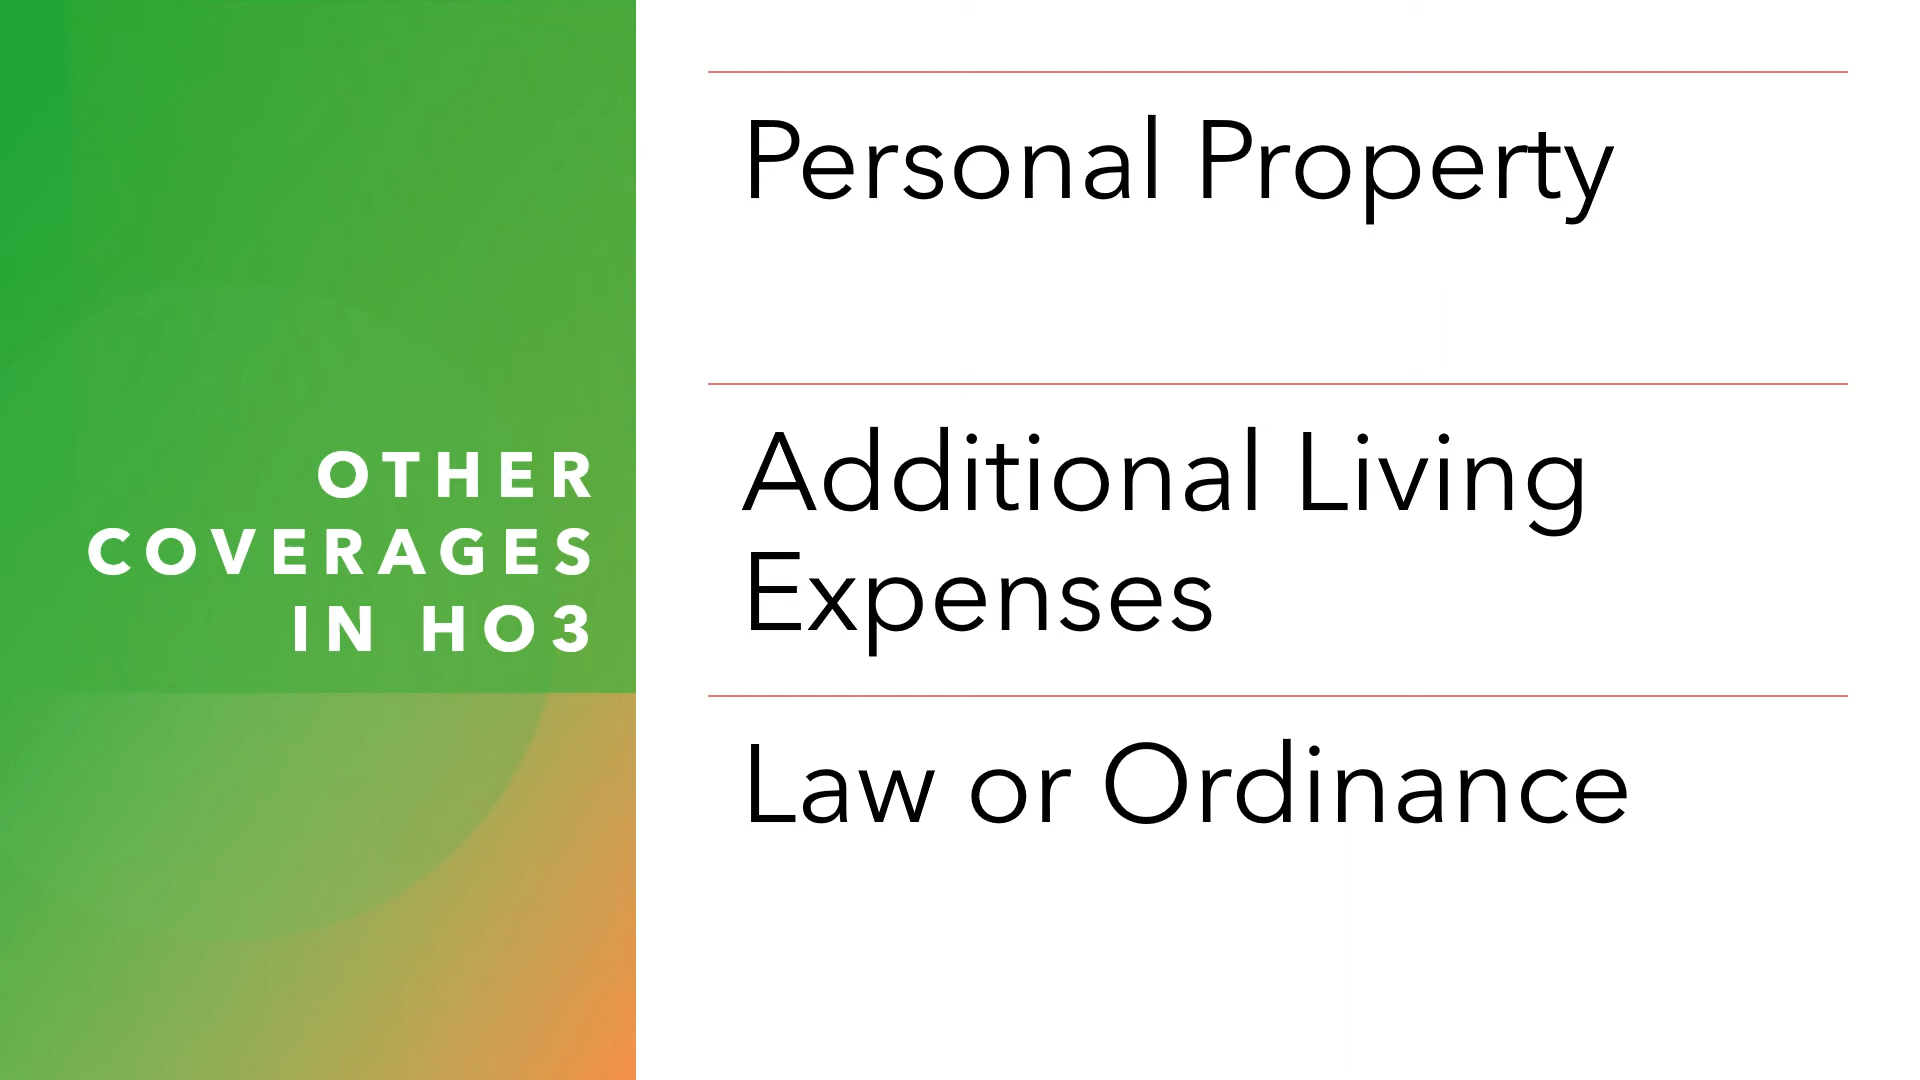 OTHER
COVERAGES
IN HO3
Personal Property
Additional Living
Expenses
Law or Ordinance